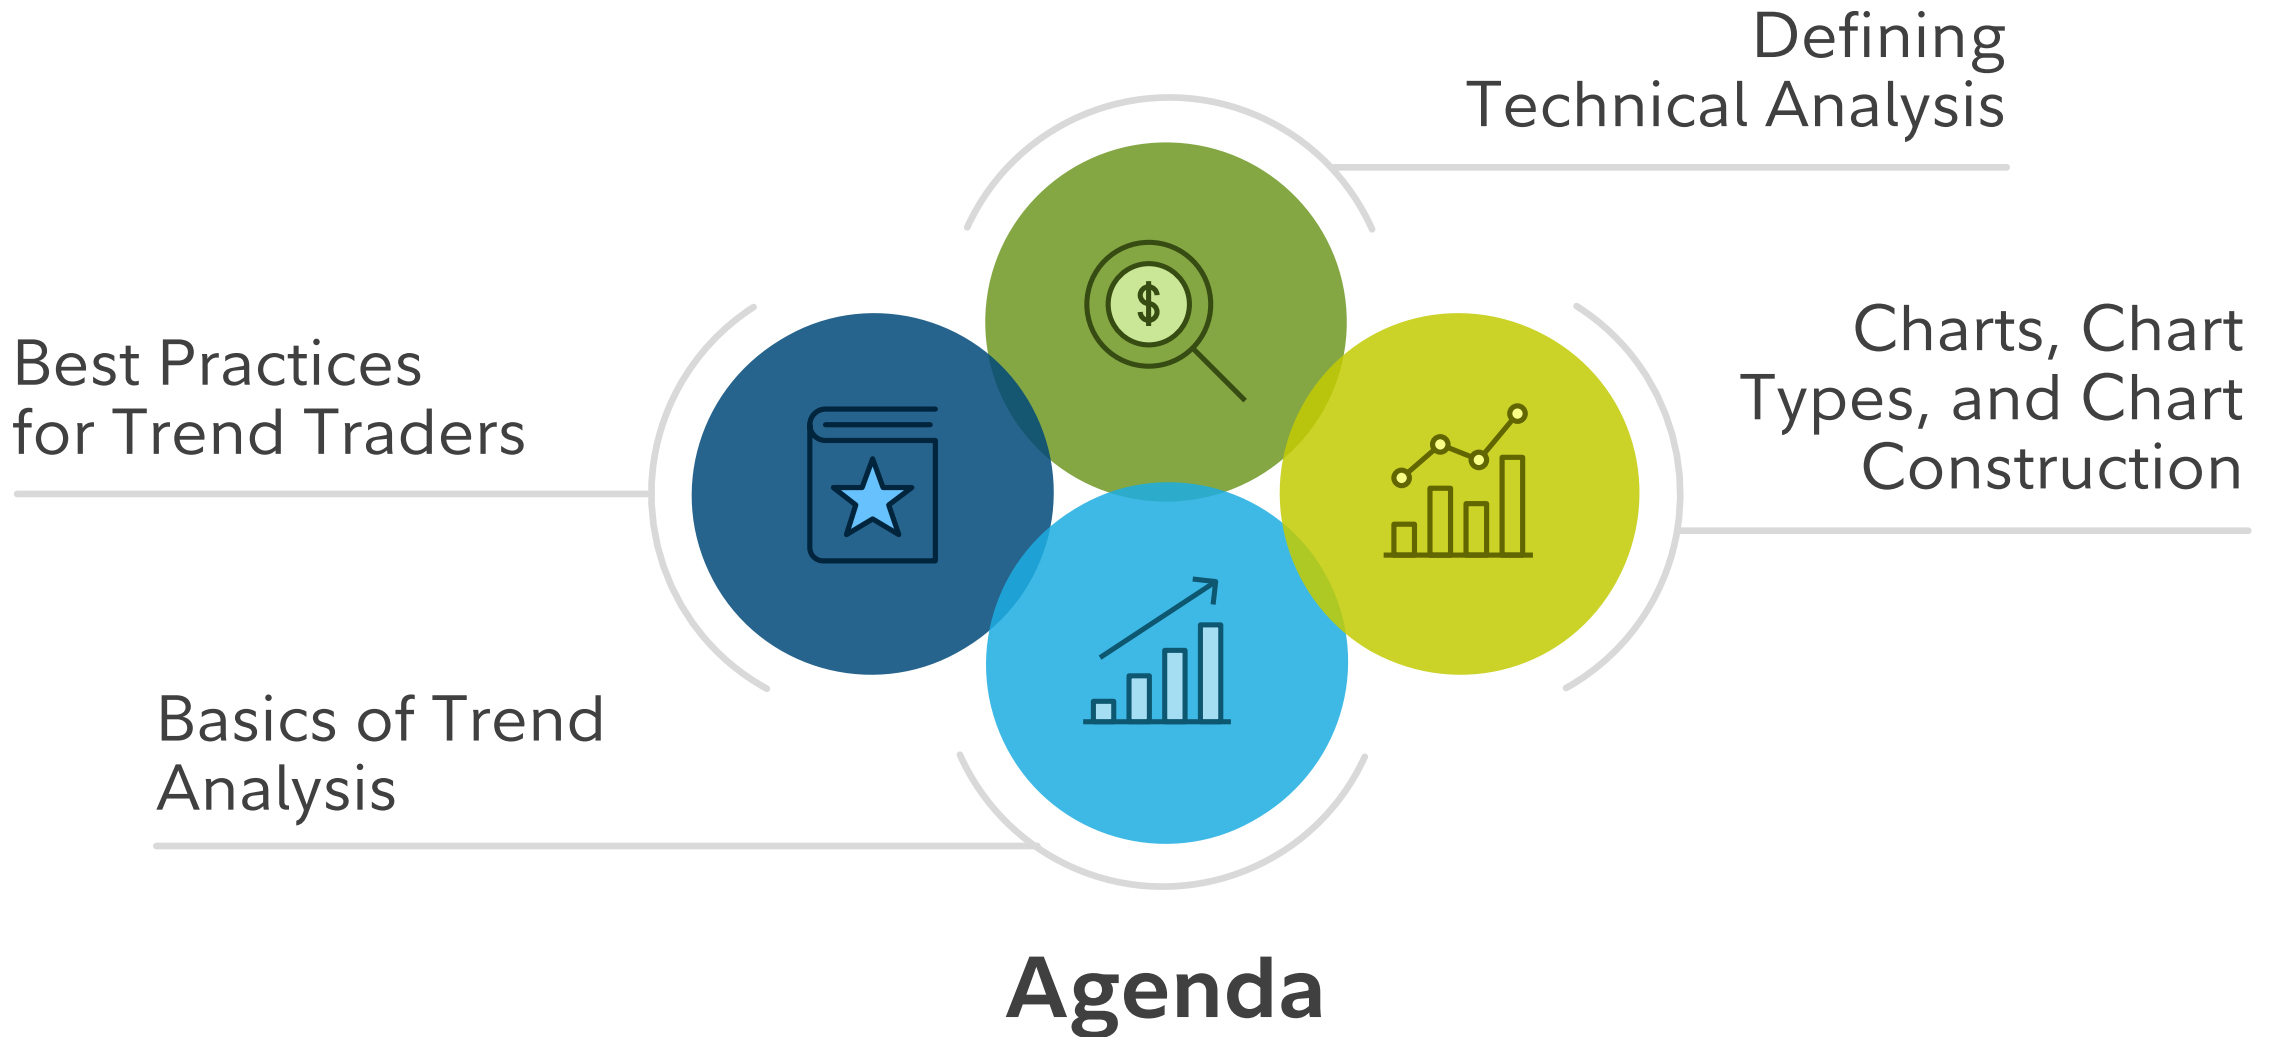 Defining
Technical Analysis
$
Charts, Chart
Types, and Chart
Construction
Best Practices
for Trend Traders
Basics of Trend
Analysis
Agenda